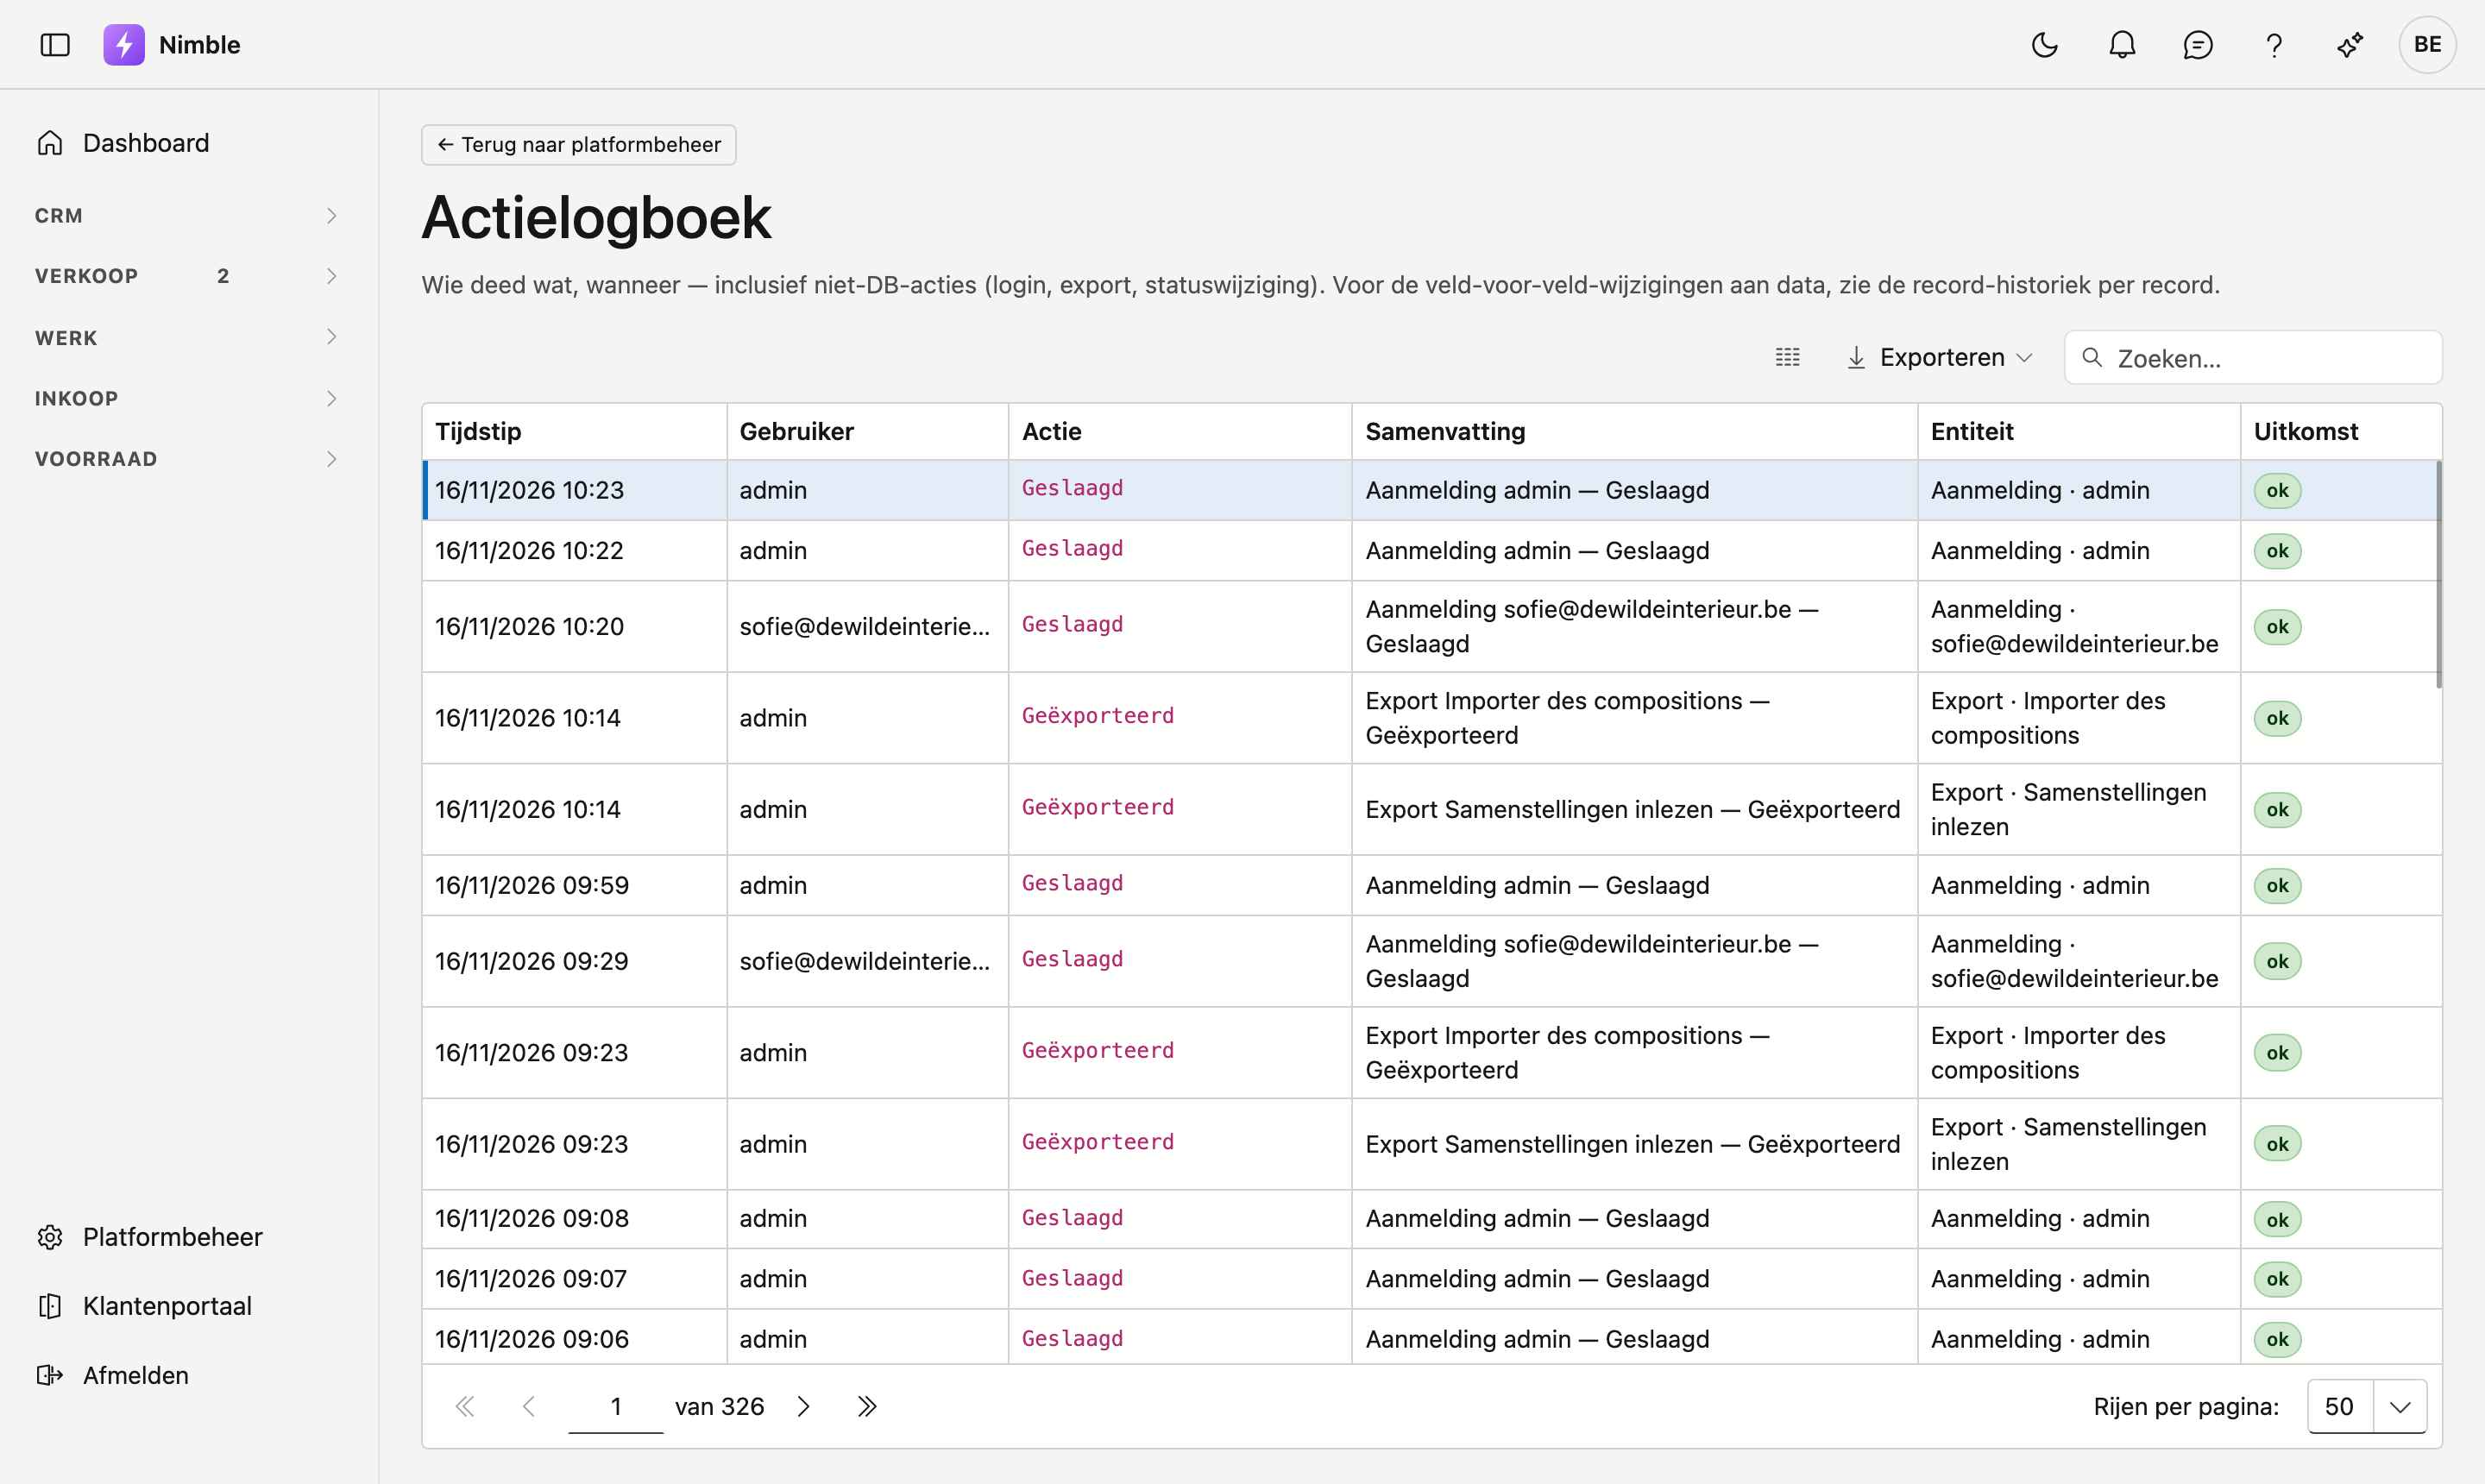 Nimble
BE
Dashboard
CRM
VERKOOP 2
WERK
INKOOP
VOORRAAD
Platformbeheer
Klantenportaal
Afmelden
← Terug naar platformbeheer
Actielogboek
Wie deed wat, wanneer — inclusief niet-DB-acties (login, export, statuswijziging). Voor de veld-voor-veld-wijzigingen aan data, zie de record-historiek per record.
Exporteren
Zoeken...
Tijdstip Gebruiker Actie Samenvatting Entiteit Uitkomst
16/11/2026 10:23 admin Geslaagd Aanmelding admin — Geslaagd Aanmelding · admin ok
16/11/2026 10:22 admin Geslaagd Aanmelding admin — Geslaagd Aanmelding · admin ok
16/11/2026 10:20 sofie@dewildeinterie... Geslaagd Aanmelding sofie@dewildeinterieur.be — Geslaagd Aanmelding · sofie@dewildeinterieur.be ok
16/11/2026 10:14 admin Geëxporteerd Export Importer des compositions — Geëxporteerd Export · Importer des compositions ok
16/11/2026 10:14 admin Geëxporteerd Export Samenstellingen inlezen — Geëxporteerd Export · Samenstellingen inlezen ok
16/11/2026 09:59 admin Geslaagd Aanmelding admin — Geslaagd Aanmelding · admin ok
16/11/2026 09:29 sofie@dewildeinterie... Geslaagd Aanmelding sofie@dewildeinterieur.be — Geslaagd Aanmelding · sofie@dewildeinterieur.be ok
16/11/2026 09:23 admin Geëxporteerd Export Importer des compositions — Geëxporteerd Export · Importer des compositions ok
16/11/2026 09:23 admin Geëxporteerd Export Samenstellingen inlezen — Geëxporteerd Export · Samenstellingen inlezen ok
16/11/2026 09:08 admin Geslaagd Aanmelding admin — Geslaagd Aanmelding · admin ok
16/11/2026 09:07 admin Geslaagd Aanmelding admin — Geslaagd Aanmelding · admin ok
16/11/2026 09:06 admin Geslaagd Aanmelding admin — Geslaagd Aanmelding · admin ok
1 van 326
Rijen per pagina: 50